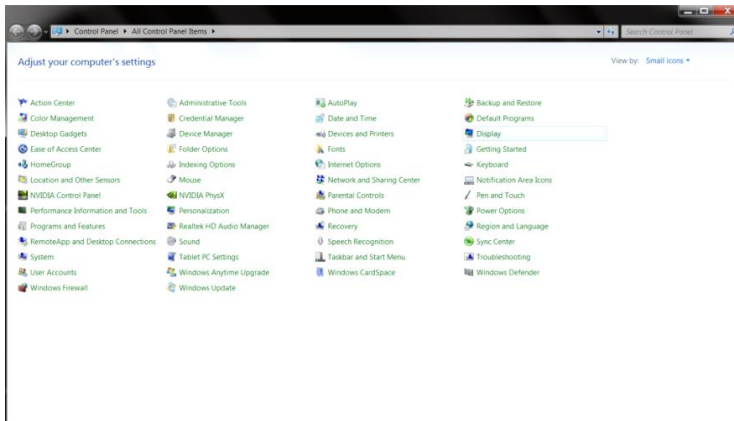 Control Panel All Control Panel Items Search Control Panel
Adjust your computer's settings View by: Small icons
Action Center Administrative Tools AutoPlay Backup and Restore
Color Management Credential Manager Date and Time Default Programs
Desktop Gadgets Device Manager Devices and Printers Display
Ease of Access Center Folder Options Fonts Getting Started
HomeGroup Indexing Options Internet Options Keyboard
Location and Other Sensors Mouse Network and Sharing Center Notification Area Icons
NVIDIA Control Panel NVIDIA PhysX Parental Controls Pen and Touch
Performance Information and Tools Personalization Phone and Modem Power Options
Programs and Features Realtek HD Audio Manager Recovery Region and Language
RemoteApp and Desktop Connections Sound Speech Recognition Sync Center
System Tablet PC Settings Taskbar and Start Menu Troubleshooting
User Accounts Windows Anytime Upgrade Windows CardSpace Windows Defender
Windows Firewall Windows Update